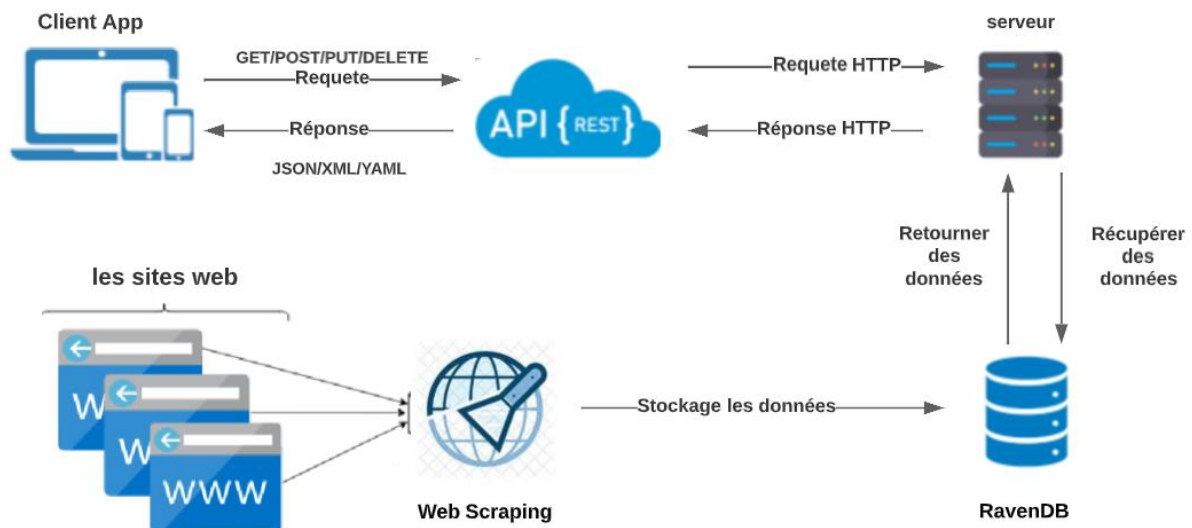 Client App
serveur
GET/POST/PUT/DELETE
Requete
Requete HTTP
API { REST }
Réponse
Réponse HTTP
JSON/XML/YAML
Retourner
des
données
Récupérer
des
données
les sites web
W
W
WWW
Stockage les données
Web Scraping
RavenDB